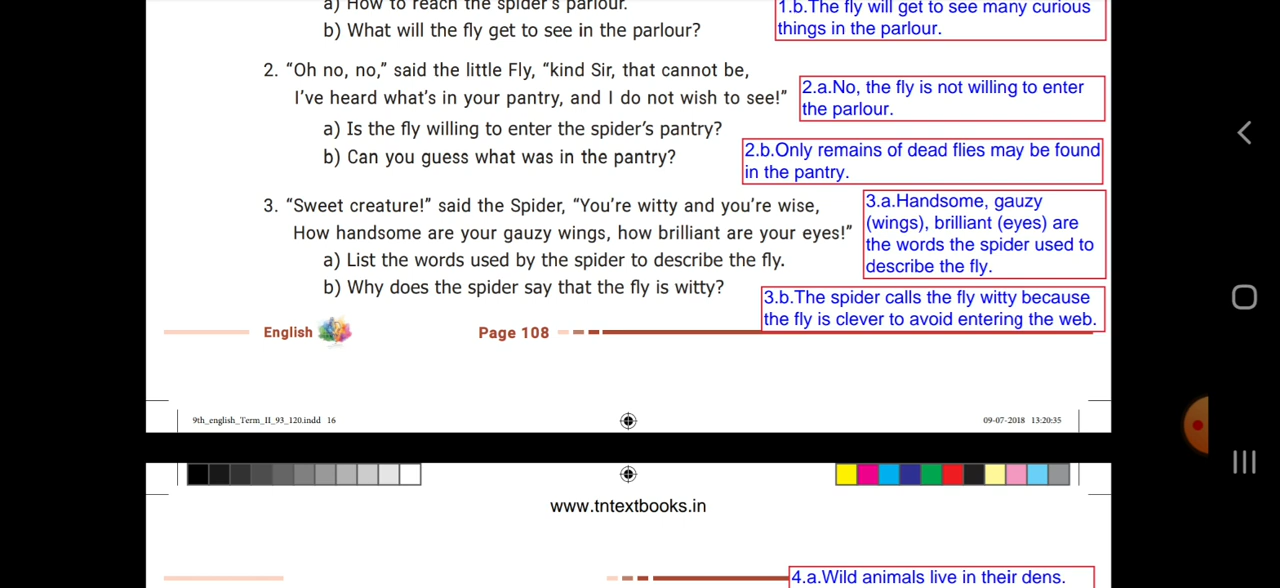 a) How to reach the spider's parlour.
1.b.The fly will get to see many curious
b) What will the fly get to see in the parlour?
things in the parlour.
2. “Oh no, no,” said the little Fly, “kind Sir, that cannot be,
I’ve heard what’s in your pantry, and I do not wish to see!”
2.a.No, the fly is not willing to enter
the parlour.
a) Is the fly willing to enter the spider’s pantry?
b) Can you guess what was in the pantry?
2.b.Only remains of dead flies may be found
in the pantry.
3. “Sweet creature!” said the Spider, “You’re witty and you’re wise,
How handsome are your gauzy wings, how brilliant are your eyes!”
3.a.Handsome, gauzy
(wings), brilliant (eyes) are
the words the spider used to
describe the fly.
a) List the words used by the spider to describe the fly.
b) Why does the spider say that the fly is witty?
3.b.The spider calls the fly witty because
the fly is clever to avoid entering the web.
English
Page 108
9th_english_Term_II_93_120.indd 16
09-07-2018 13:20:35
www.tntextbooks.in
4.a.Wild animals live in their dens.